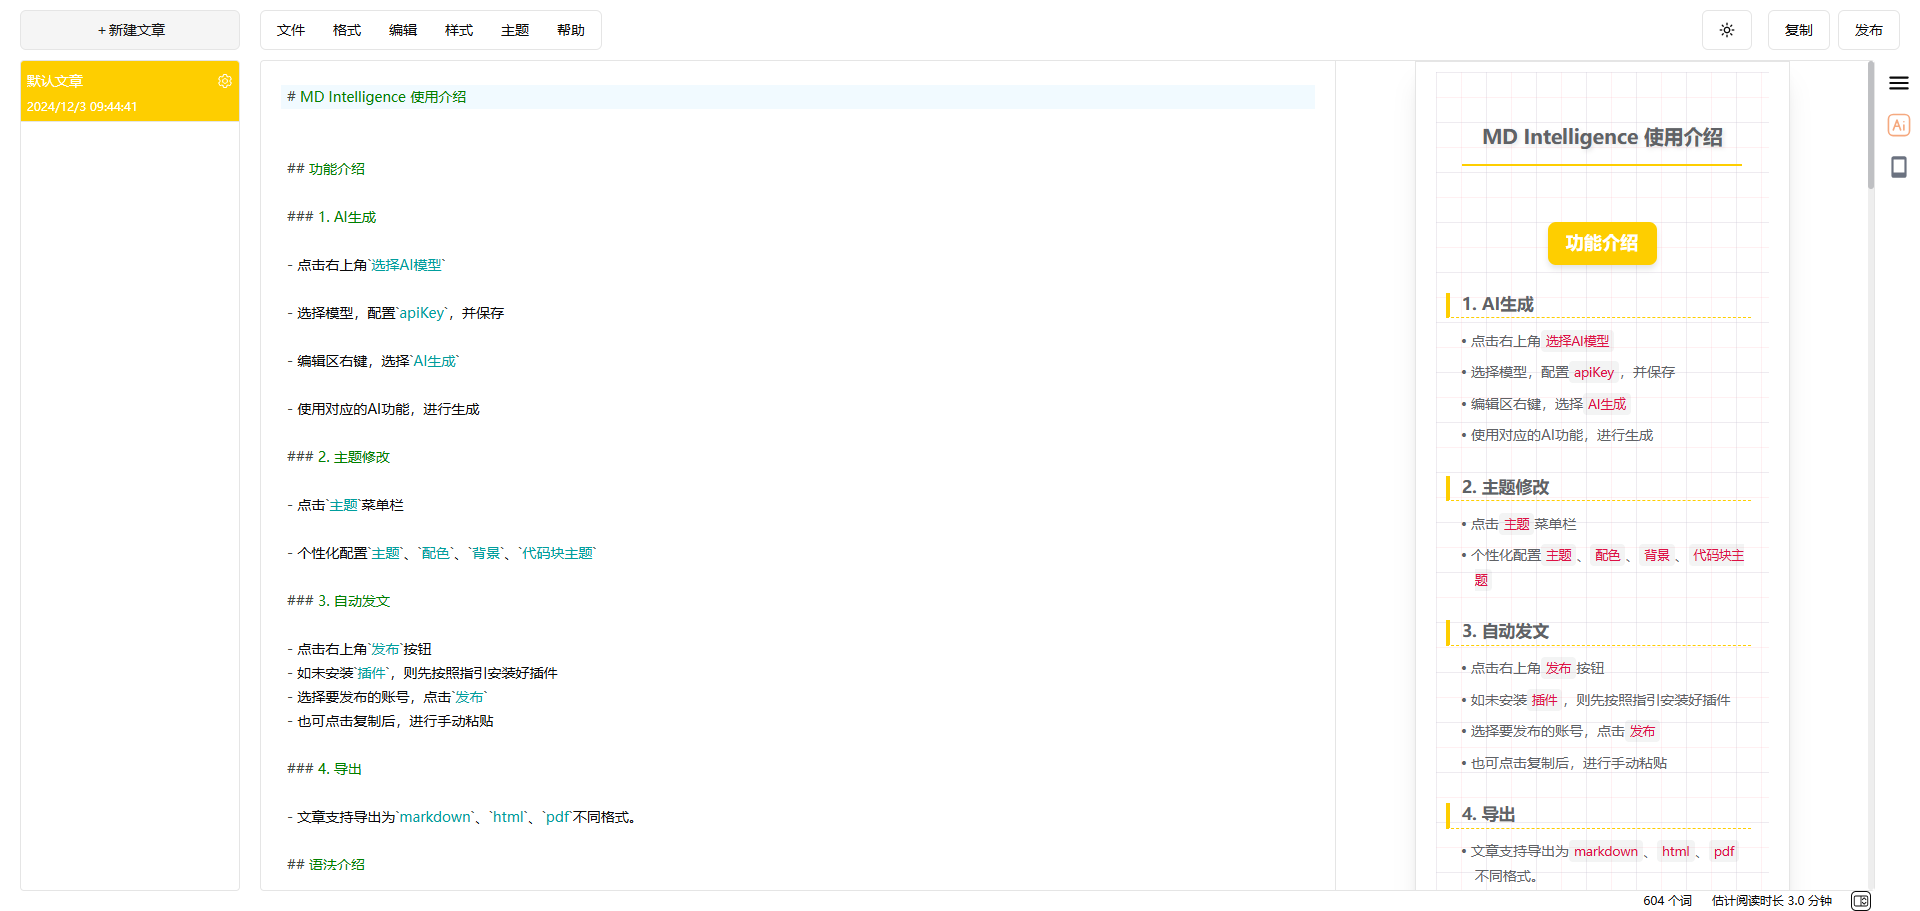 + 新建文章
文件 格式 编辑 样式 主题 帮助
复制 发布
默认文章
2024/12/3 09:44:41
# MD Intelligence 使用介绍
## 功能介绍
### 1. AI生成
- 点击右上角`选择AI模型`
- 选择模型，配置`apiKey`，并保存
- 编辑区右键，选择`AI生成`
- 使用对应的AI功能，进行生成
### 2. 主题修改
- 点击`主题`菜单栏
- 个性化配置`主题`、`配色`、`背景`、`代码块主题`
### 3. 自动发文
- 点击右上角`发布`按钮
- 如未安装`插件`，则先按照指引安装好插件
- 选择要发布的账号，点击`发布`
- 也可点击复制后，进行手动粘贴
### 4. 导出
- 文章支持导出为`markdown`、`html`、`pdf`不同格式。
## 语法介绍
MD Intelligence 使用介绍
功能介绍
1. AI生成
• 点击右上角 选择AI模型
• 选择模型，配置 apiKey ，并保存
• 编辑区右键，选择 AI生成
• 使用对应的AI功能，进行生成
2. 主题修改
• 点击 主题 菜单栏
• 个性化配置 主题 、 配色 、 背景 、 代码块主
题
3. 自动发文
• 点击右上角 发布 按钮
• 如未安装 插件 ，则先按照指引安装好插件
• 选择要发布的账号，点击 发布
• 也可点击复制后，进行手动粘贴
4. 导出
• 文章支持导出为 markdown 、 html 、 pdf
不同格式。
Ai
604 个词 估计阅读时长 3.0 分钟